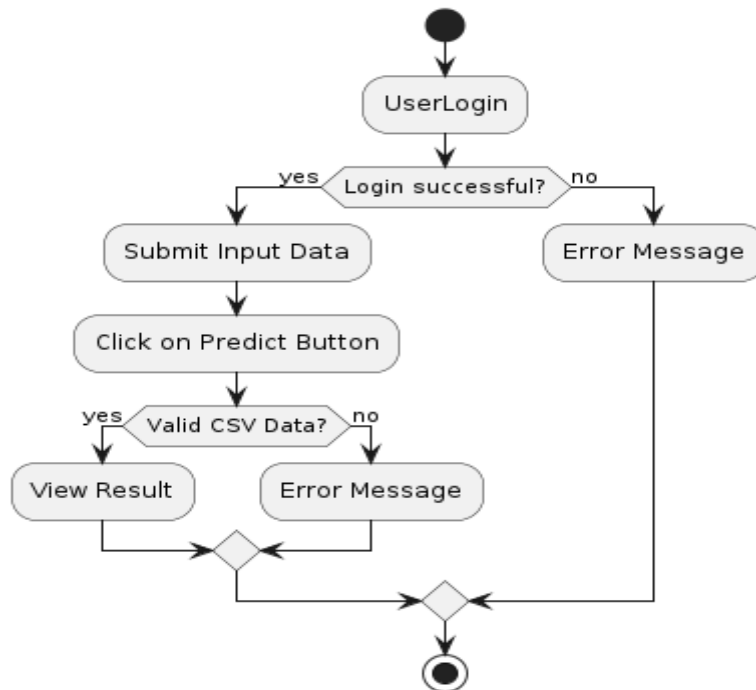 UserLogin
yes
Login successful?
no
Submit Input Data
Error Message
Click on Predict Button
yes
Valid CSV Data?
no
View Result
Error Message